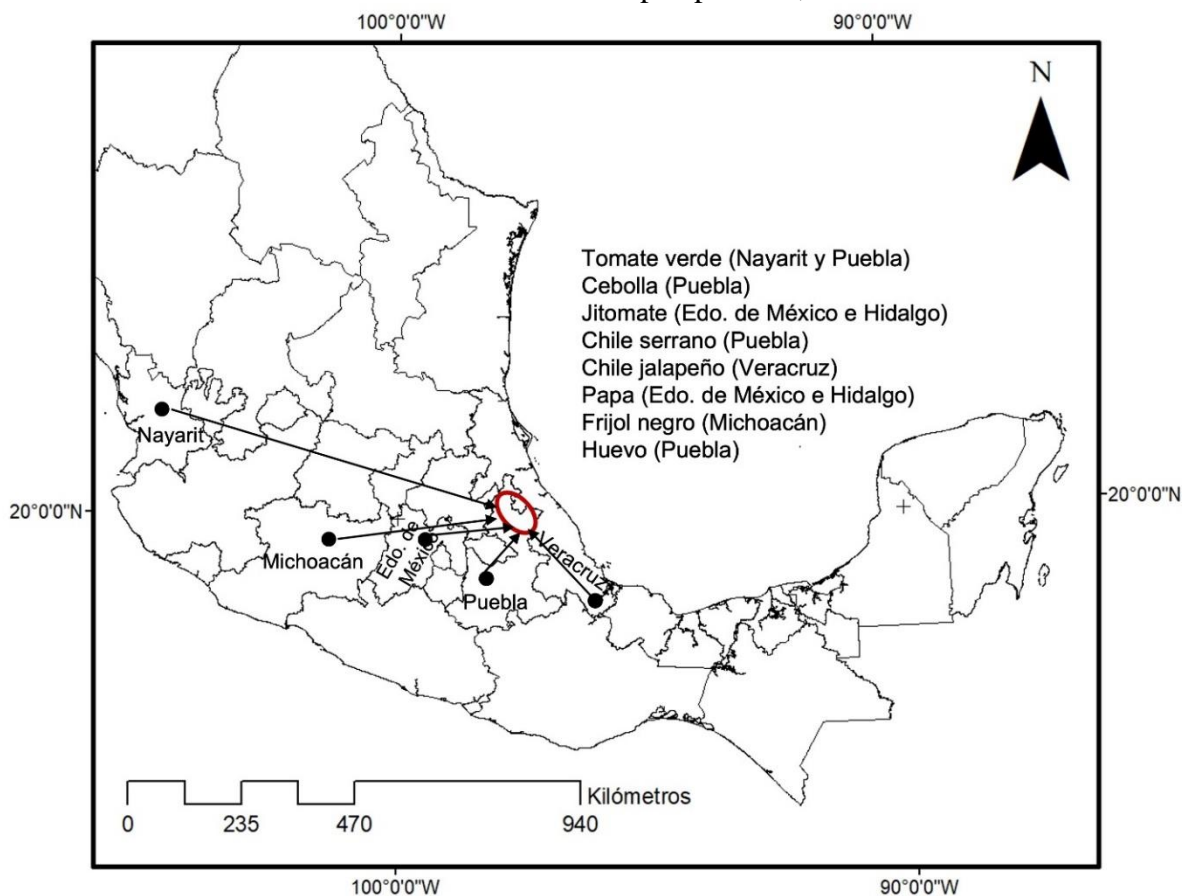 100°0'0"W 90°0'0"W
N
Tomate verde (Nayarit y Puebla)
Cebolla (Puebla)
Jitomate (Edo. de México e Hidalgo)
Chile serrano (Puebla)
Chile jalapeño (Veracruz)
Papa (Edo. de México e Hidalgo)
Frijol negro (Michoacán)
Huevo (Puebla)
Nayarit
20°0'0"N 20°0'0"N
Michoacán
Edo. de
México
Veracruz
Puebla
Kilómetros
0 235 470 940
100°0'0"W 90°0'0"W